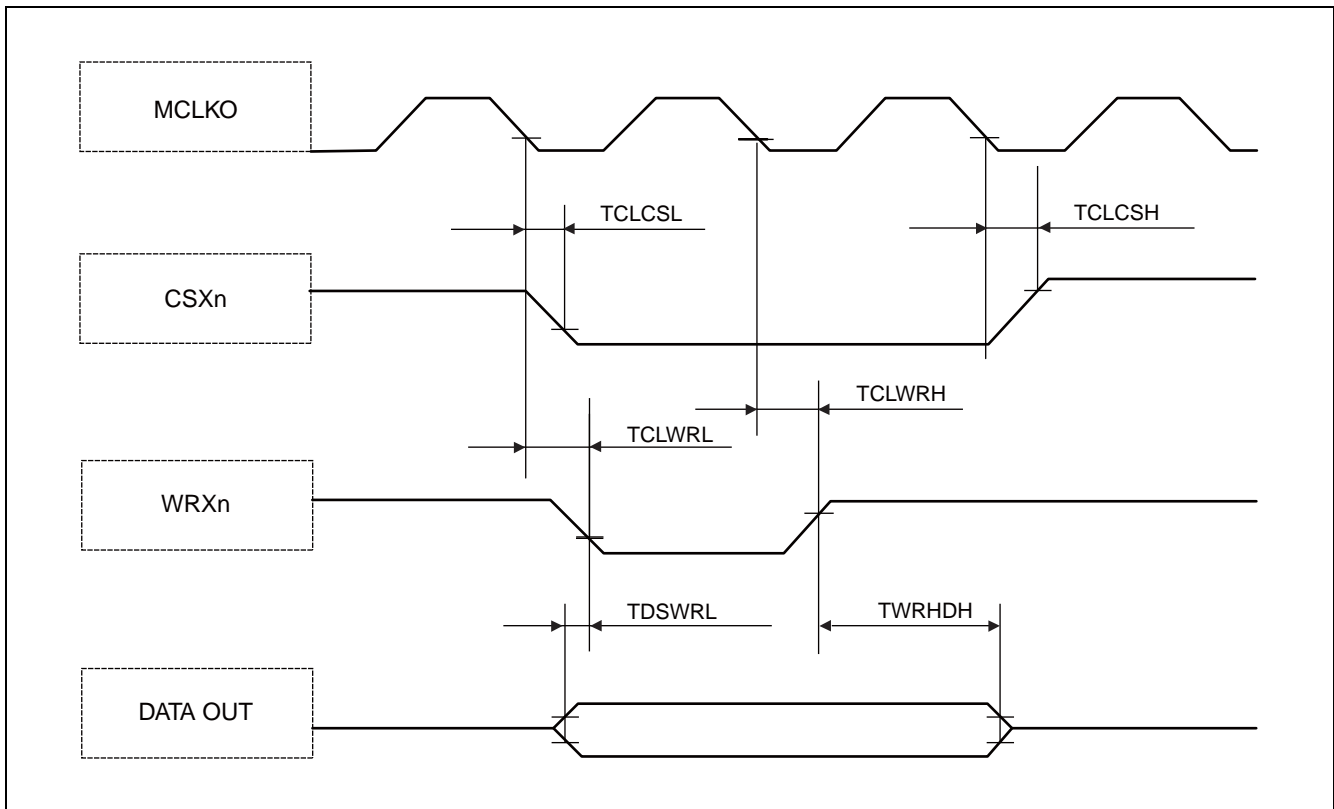 MCLKO
TCLCSL
TCLCSH
CSXn
TCLWRH
TCLWRL
WRXn
TDSWRL
TWRHDH
DATA OUT